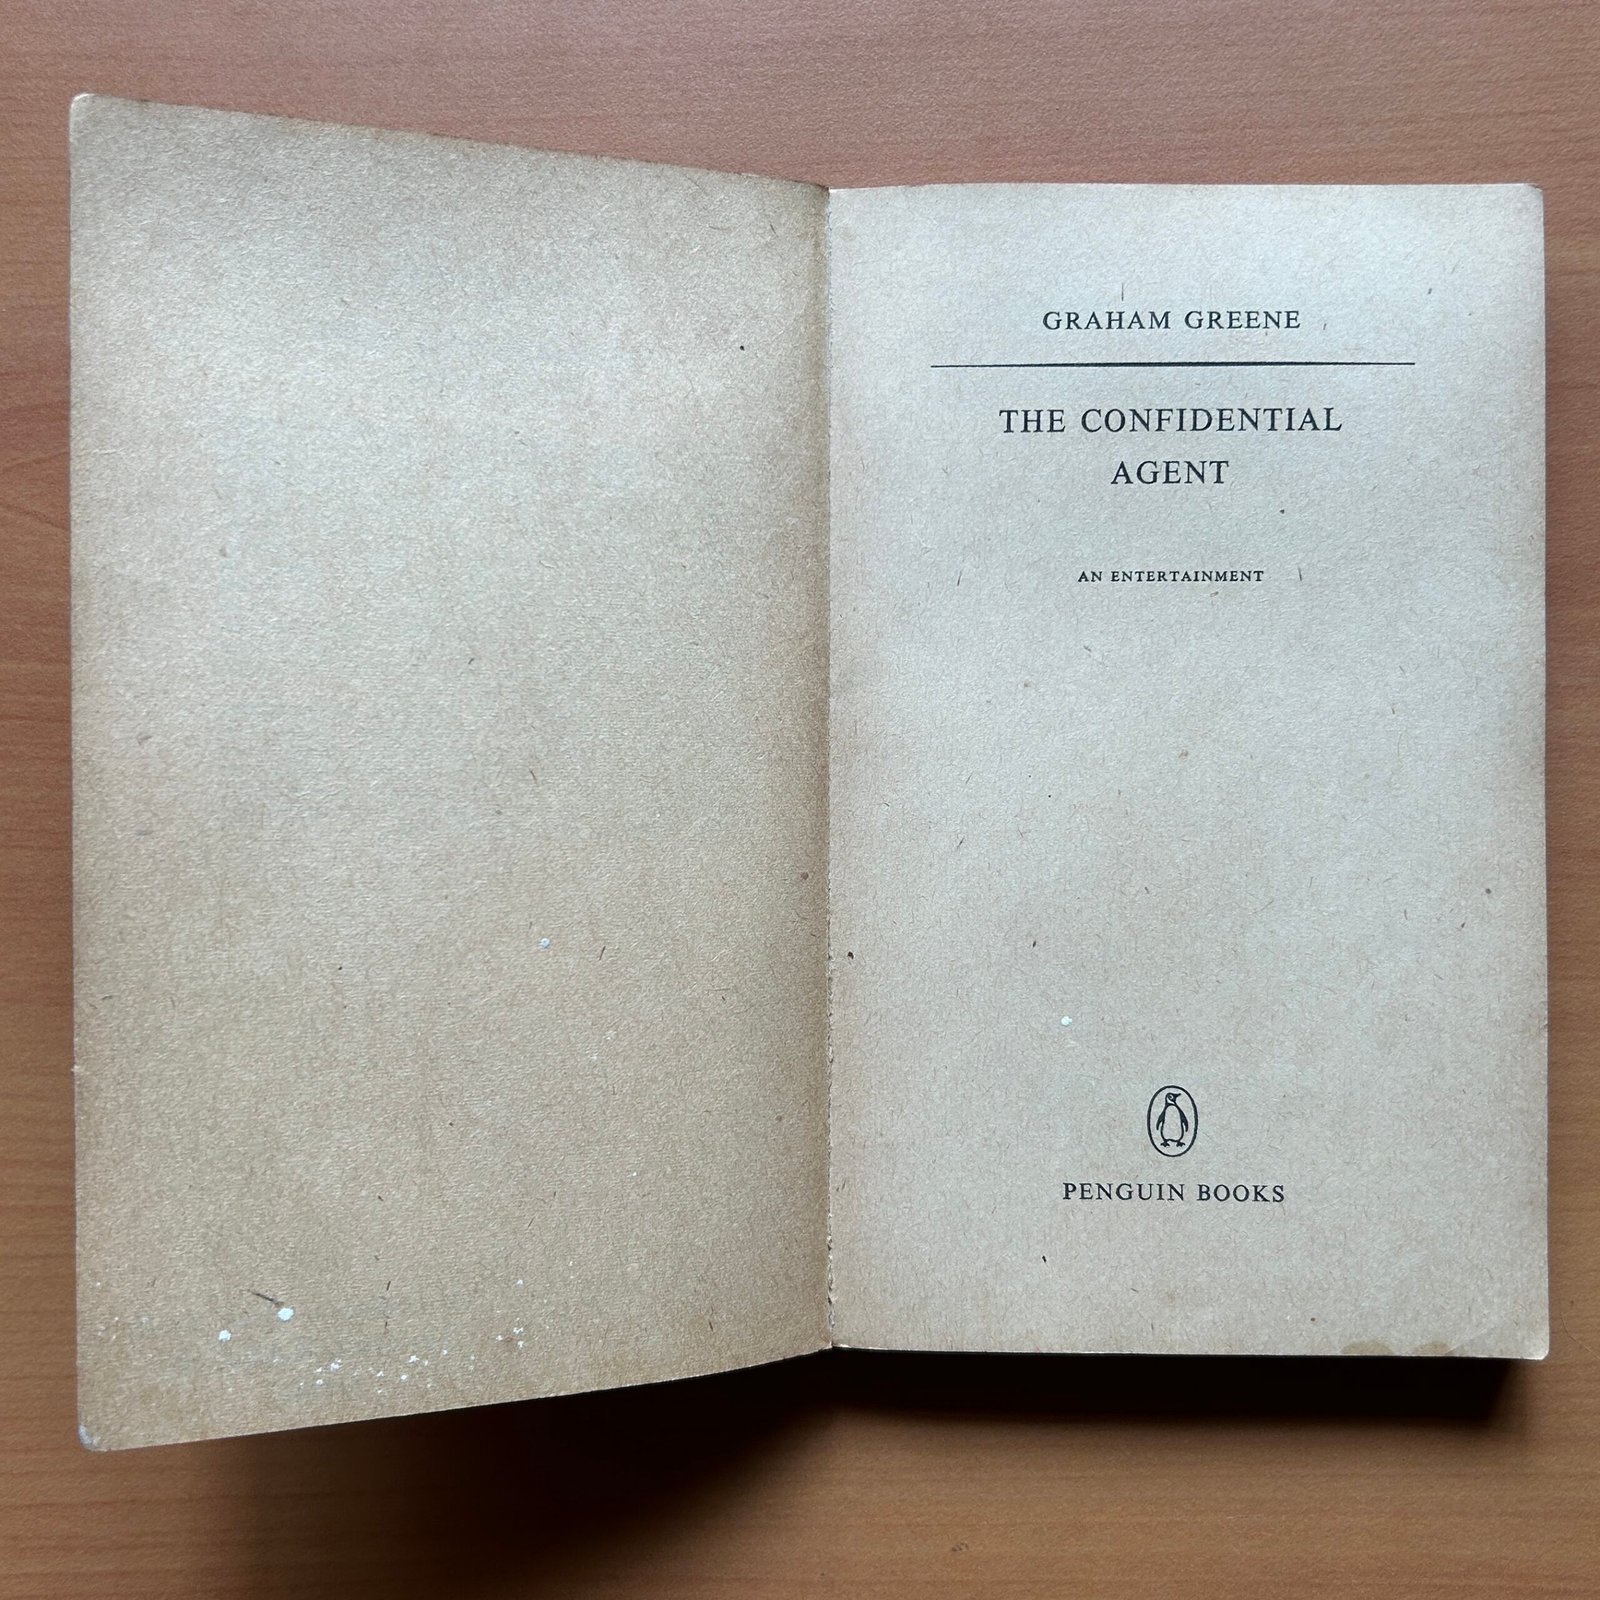 GRAHAM GREENE
THE CONFIDENTIAL
AGENT
AN ENTERTAINMENT
PENGUIN BOOKS